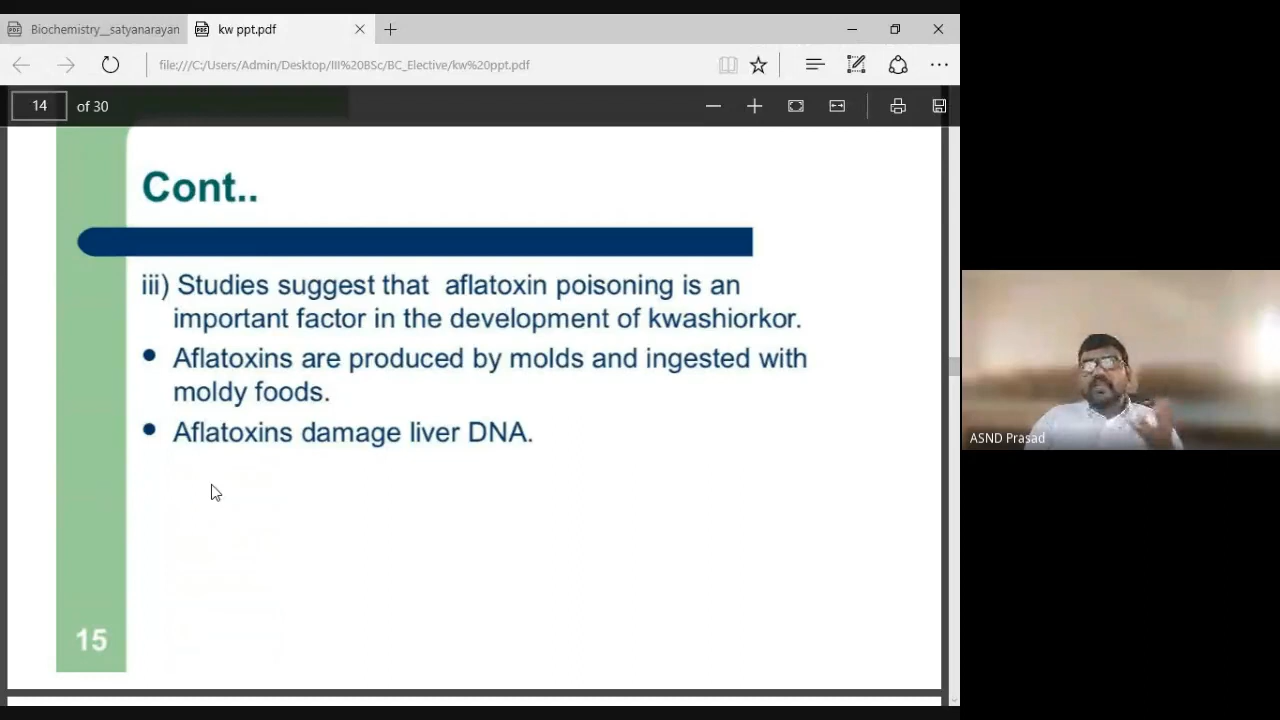 Biochemistry__satyanarayan
kw ppt.pdf
file:///C:/Users/Admin/Desktop/III%20BSc/BC_Elective/kw%20ppt.pdf
14 of 30
Cont..
iii) Studies suggest that aflatoxin poisoning is an
important factor in the development of kwashiorkor.
• Aflatoxins are produced by molds and ingested with
moldy foods.
• Aflatoxins damage liver DNA.
15
ASND Prasad